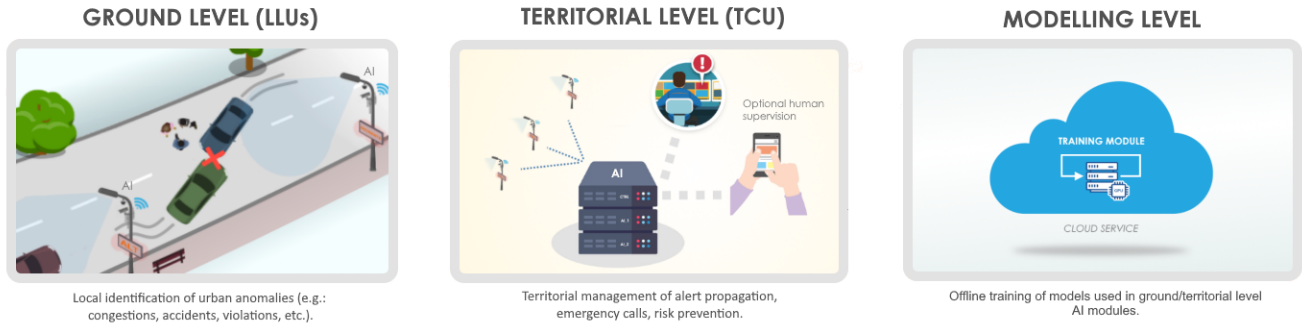 GROUND LEVEL (LLUs)
AI
AI
Local identification of urban anomalies (e.g.:
congestions, accidents, violations, etc.).
TERRITORIAL LEVEL (TCU)
Optional human
supervision
AI
Territorial management of alert propagation,
emergency calls, risk prevention.
MODELLING LEVEL
TRAINING MODULE
CLOUD SERVICE
Offline training of models used in ground/territorial level
AI modules.